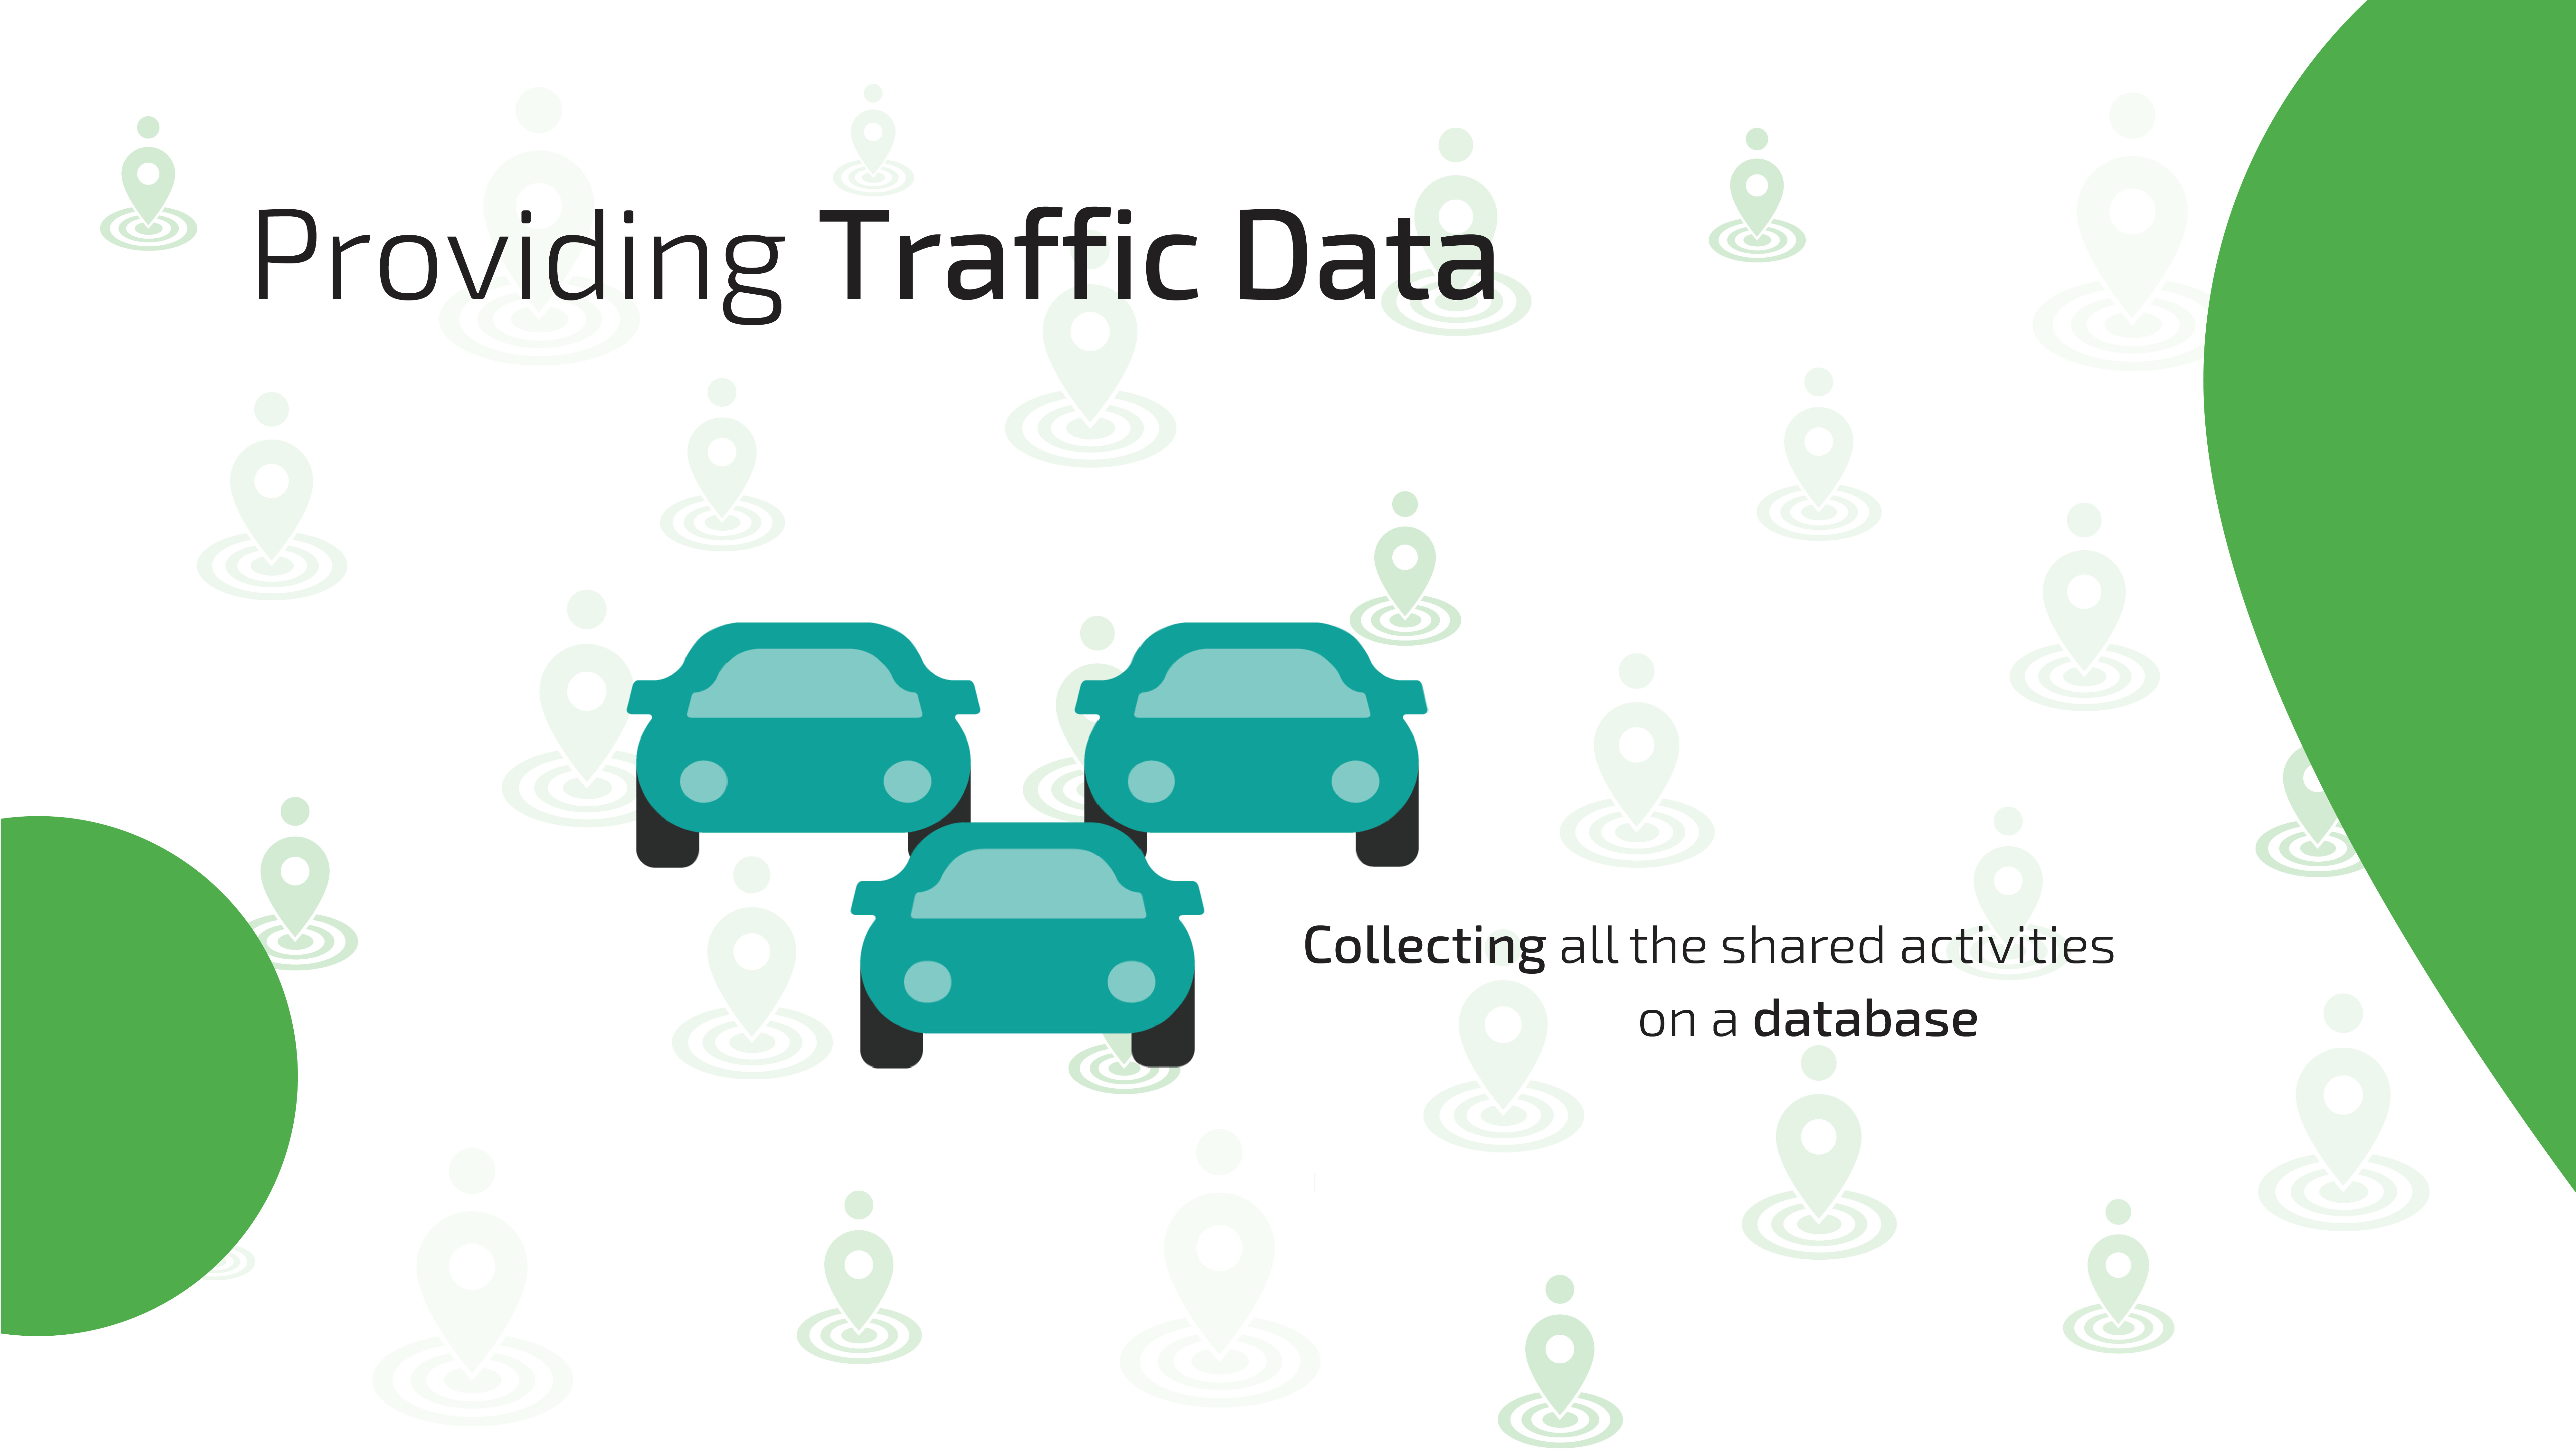 Providing Traffic Data
Collecting all the shared activities
on a database